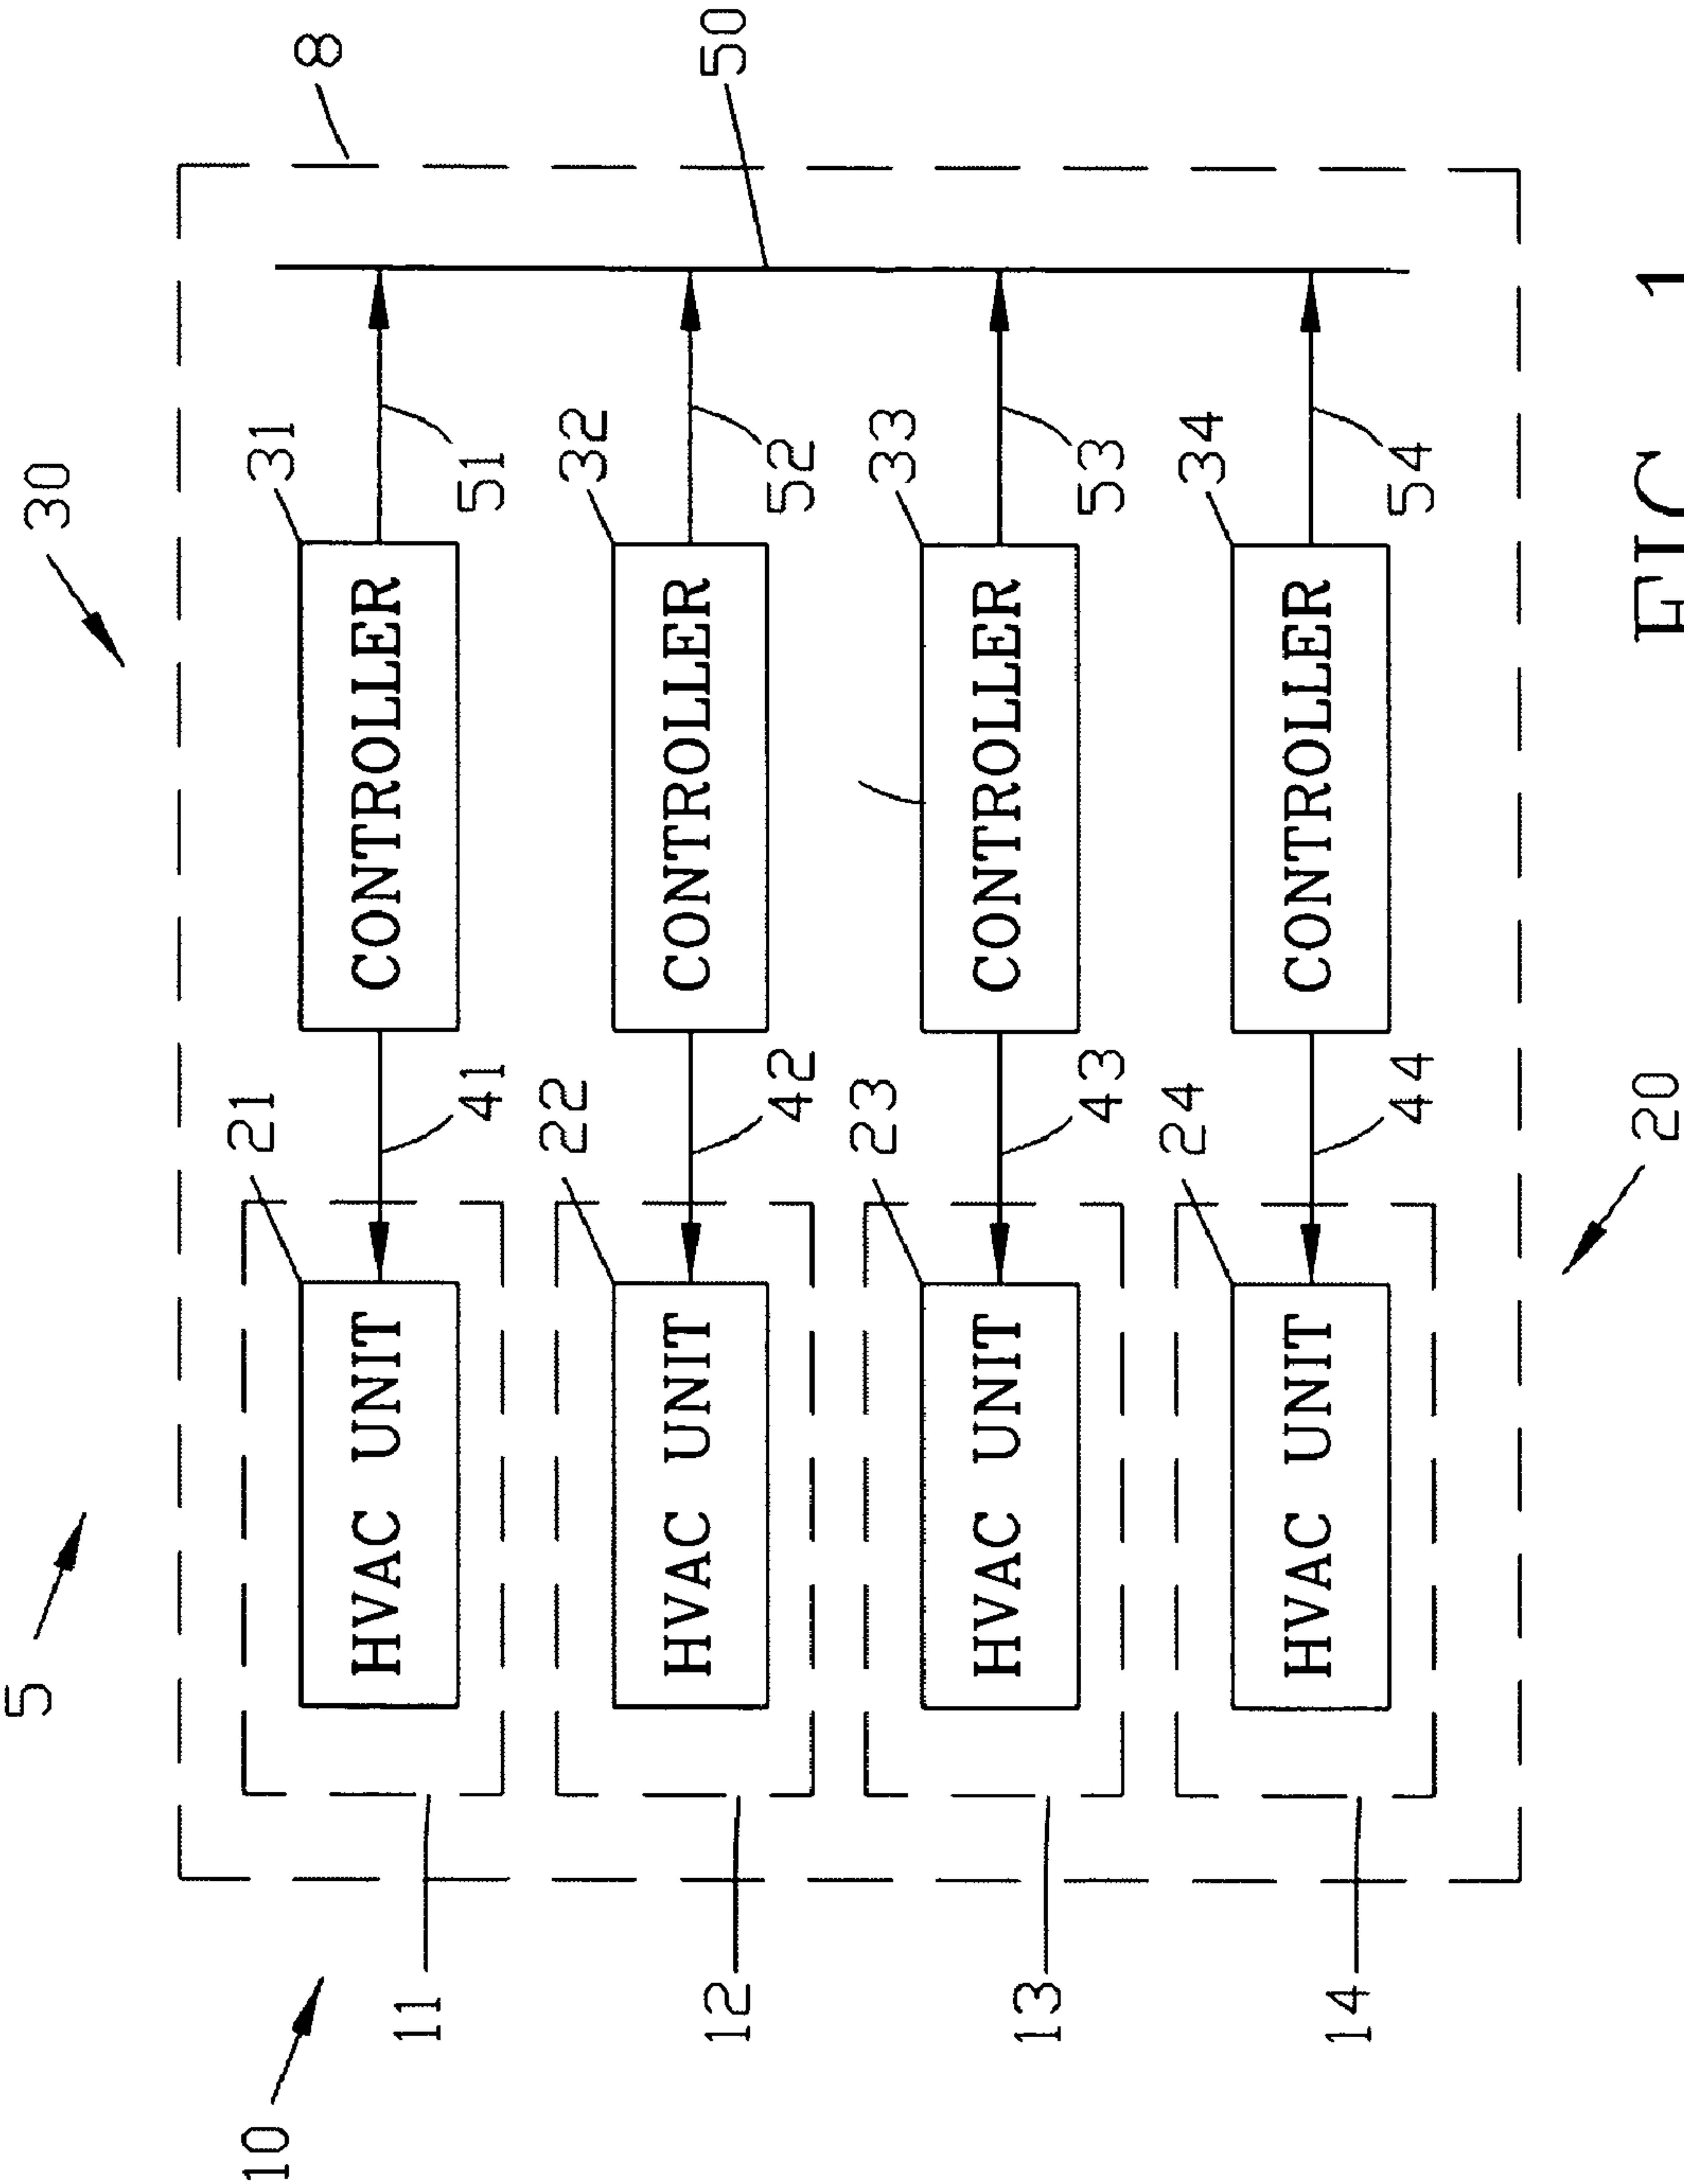 5 30
10 21 31 8
HVAC UNIT CONTROLLER
11 41 51
22 32
HVAC UNIT CONTROLLER 50
12 42 52
23 33
HVAC UNIT CONTROLLER
13 43 53
24 34
HVAC UNIT CONTROLLER
14 44 54
20 FIG 1